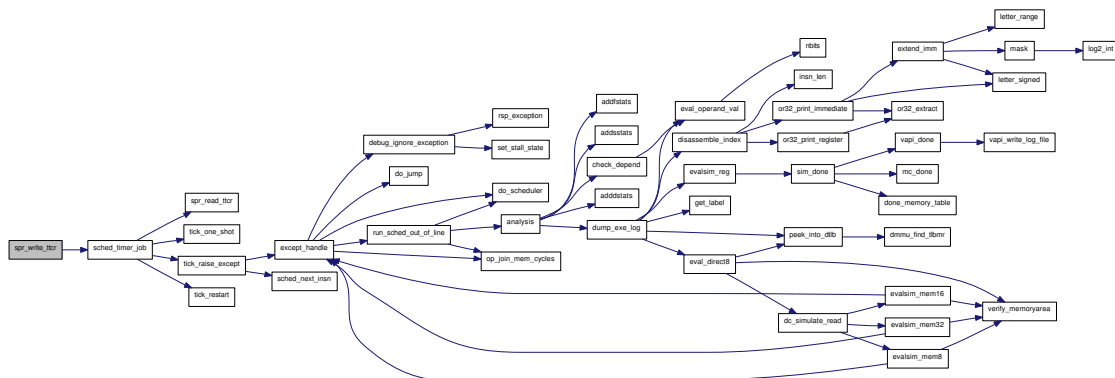 letter_range
nbits
extend_imm
mask
log2_int
insn_len
letter_signed
addfstats
eval_operand_val
or32_print_immediate
or32_extract
rsp_exception
addsstats
debug_ignore_exception
disassemble_index
or32_print_register
vapi_done
vapi_write_log_file
set_stall_state
check_depend
do_jump
evalsim_reg
sim_done
mc_done
do_scheduler
adddstats
spr_read_ttcr
get_label
done_memory_table
analysis
dump_exe_log
tick_one_shot
run_sched_out_of_line
peek_into_dtlb
dmmu_find_tlbmr
spr_write_ttcr
sched_timer_job
except_handle
op_join_mem_cycles
eval_direct8
tick_raise_except
sched_next_insn
tick_restart
evalsim_mem16
verify_memoryarea
dc_simulate_read
evalsim_mem32
evalsim_mem8